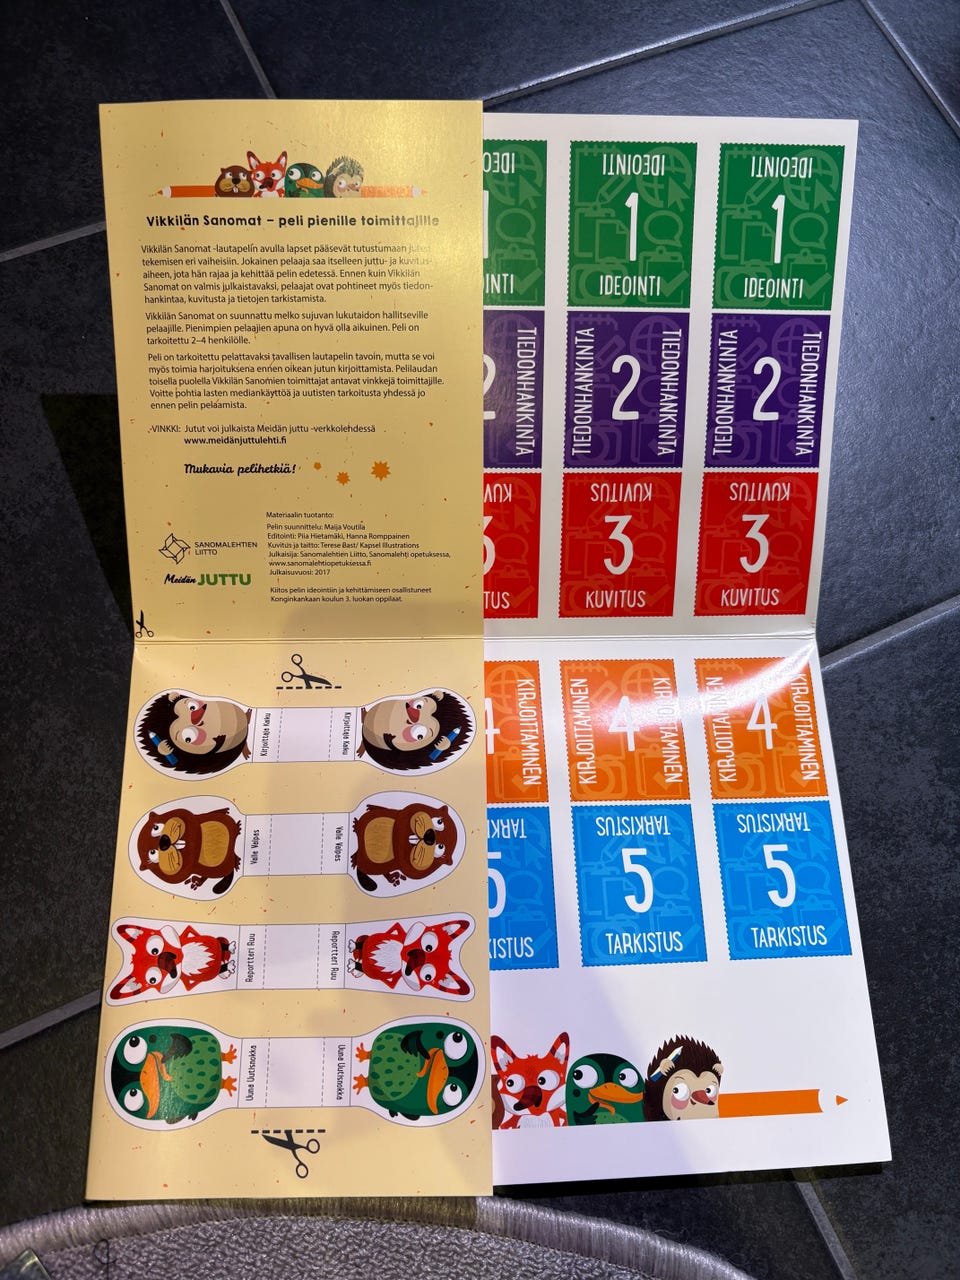 Vikkilän Sanomat – peli pienille toimittajille
Vikkilän Sanomat -lautapelin avulla lapset pääsevät tutustumaan jutun
tekemisen eri vaiheisiin. Jokainen pelaaja saa itselleen juttu- ja kuvitus-
aiheen, jota hän rajaa ja kehittää pelin edetessä. Ennen kuin Vikkilän
Sanomat on valmis julkaistavaksi, pelaajat ovat pohtineet myös tiedon-
hankintaa, kuvitusta ja tietojen tarkistamista.
Vikkilän Sanomat on suunnattu melko sujuvan lukutaidon hallitseville
pelaajille. Pienimpien pelaajien apuna on hyvä olla aikuinen. Peli on
tarkoitettu 2–4 henkilölle.
Peli on tarkoitettu pelattavaksi tavallisen lautapelin tavoin, mutta se voi
myös toimia harjoituksena ennen oikean jutun kirjoittamista. Pelilaudan
toisella puolella Vikkilän Sanomien toimittajat antavat vinkkejä toimittajille.
Voitte pohtia lasten mediankäyttöä ja uutisten tarkoitusta yhdessä jo
ennen pelin pelaamista.
VINKKI: Jutut voi julkaista Meidän juttu -verkkolehdessä
www.meidänjuttulehti.fi
Mukavia pelihetkiä!
Materiaalin tuotanto:
Pelin suunnittelu: Maija Voutila
Editointi: Piia Hietamäki, Hanna Romppainen
Kuvitus ja taitto: Terese Bast/ Kapsel Illustrations
Julkaisija: Sanomalehtien Liitto, Sanomalehti opetuksessa,
www.sanomalehtiopetuksessa.fi
Julkaisuvuosi: 2017
Kiitos pelin ideointiin ja kehittämiseen osallistuneet
Konginkankaan koulun 3. luokan oppilaat.
SANOMALEHTIEN
LIITTO
Meidän JUTTU
Kirjoittaja Kaiku
Kirjoittaja Kaiku
Valle Valpas
Valle Valpas
Reportteri Ruu
Reportteri Ruu
Uuna Uutisnokka
Uuna Uutisnokka
IDEOINTI
IDEOINTI
1
1
1
IDEOINTI
IDEOINTI
TIEDONHANKINTA
2
TIEDONHANKINTA
2
TIEDONHANKINTA
TIEDONHANKINTA
2
TIEDONHANKINTA
KUVITUS
KUVITUS
3
3
3
KUVITUS
KUVITUS
4
KIRJOITTAMINEN
KIRJOITTAMINEN
4
KIRJOITTAMINEN
KIRJOITTAMINEN
4
KIRJOITTAMINEN
TARKISTUS
TARKISTUS
5
5
5
TARKISTUS
TARKISTUS